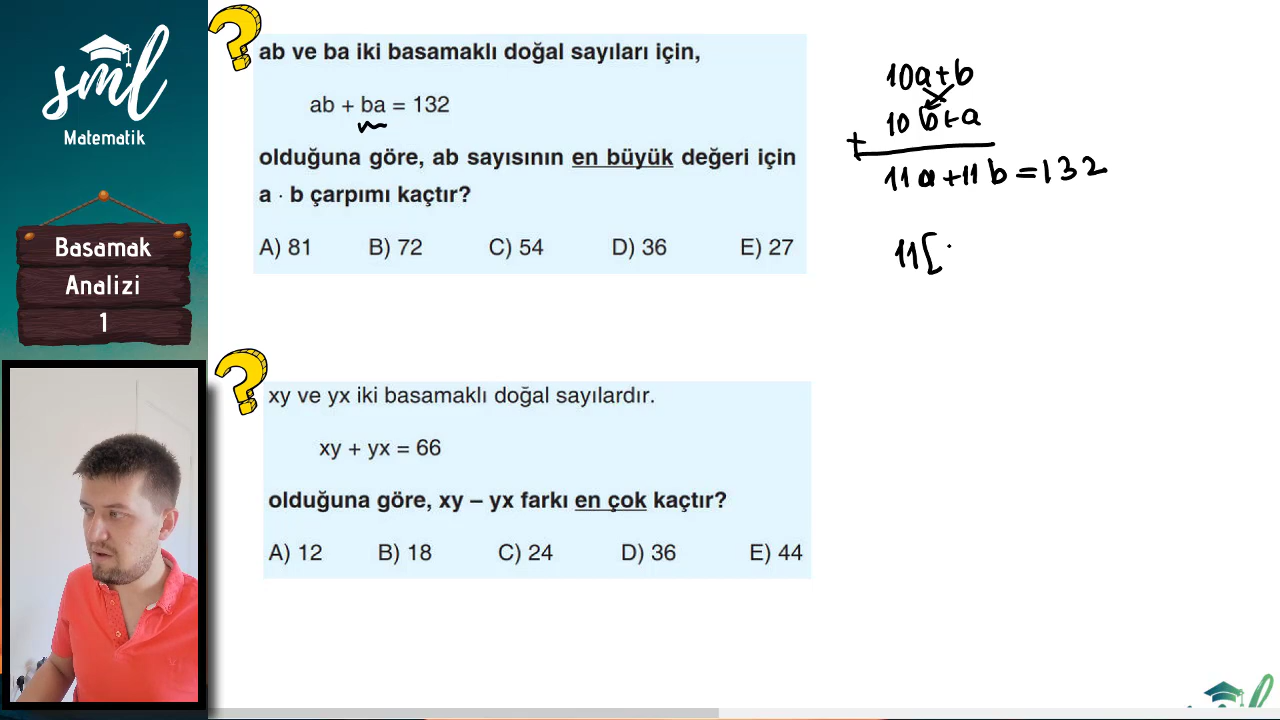 sml
Matematik
Basamak
Analizi
1
ab ve ba iki basamaklı doğal sayıları için,
ab + ba = 132
olduğuna göre, ab sayısının en büyük değeri için
a · b çarpımı kaçtır?
A) 81 B) 72 C) 54 D) 36 E) 27
10a+b
10b+a
+
11a+11b=132
11[
xy ve yx iki basamaklı doğal sayılardır.
xy + yx = 66
olduğuna göre, xy – yx farkı en çok kaçtır?
A) 12 B) 18 C) 24 D) 36 E) 44